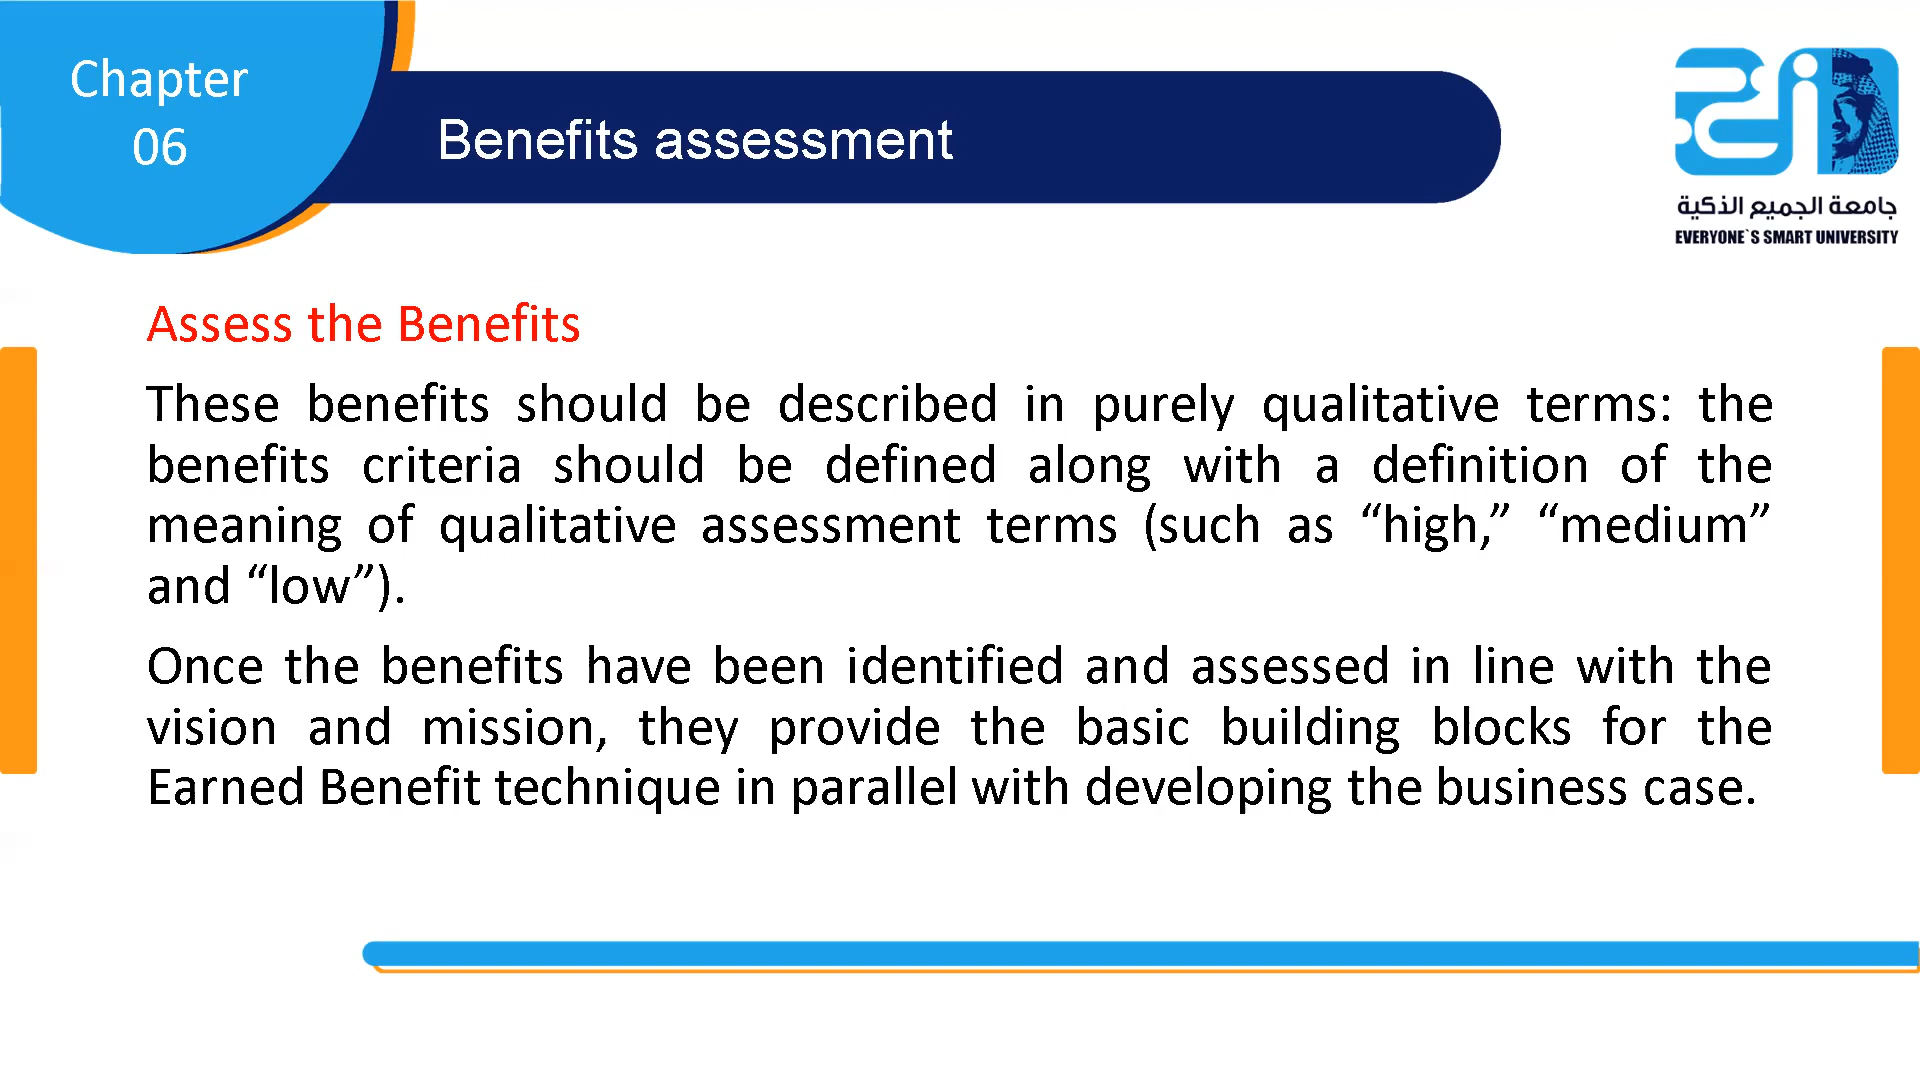 Chapter
06
Benefits assessment
جامعة الجميع الذكية
EVERYONE`S SMART UNIVERSITY
Assess the Benefits
These benefits should be described in purely qualitative terms: the
benefits criteria should be defined along with a definition of the
meaning of qualitative assessment terms (such as “high,” “medium”
and “low”).
Once the benefits have been identified and assessed in line with the
vision and mission, they provide the basic building blocks for the
Earned Benefit technique in parallel with developing the business case.